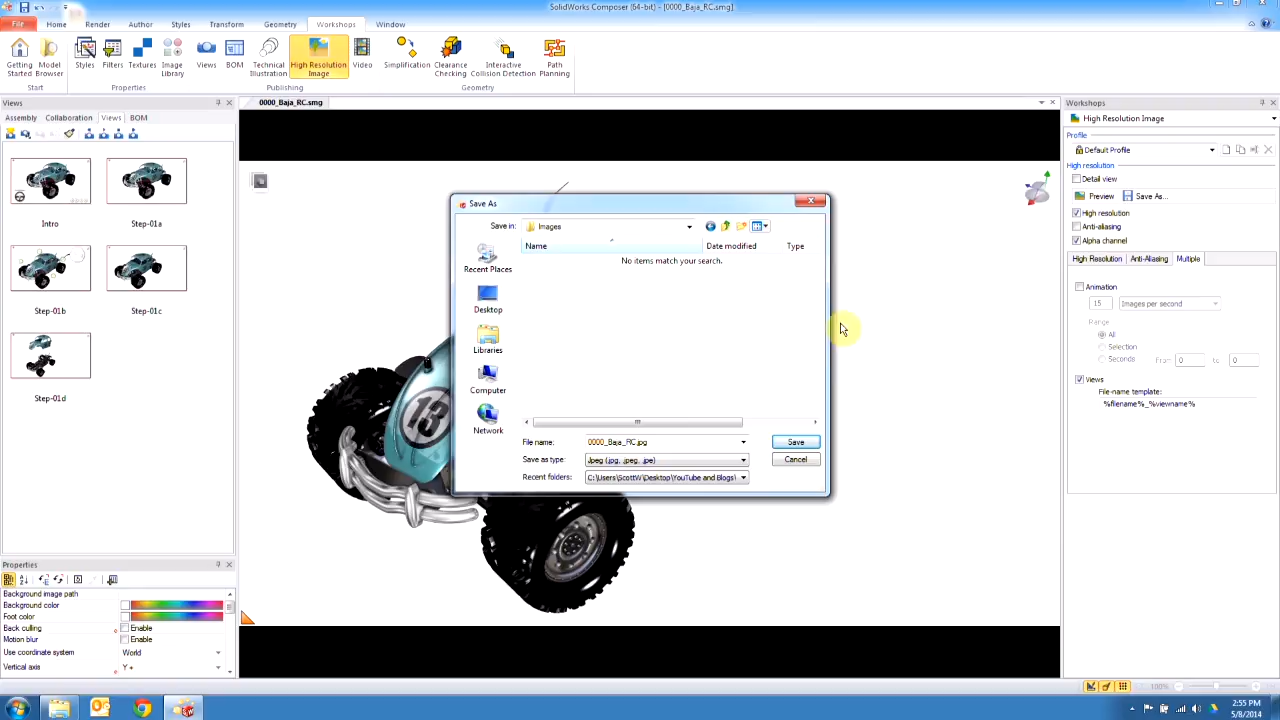 SolidWorks Composer (64-bit) - [0000_Baja_RC.smg]
File Home Render Author Styles Transform Geometry Workshops Window
Getting Started
Model Browser
Styles
Filters
Textures
Image Library
Views
BOM
Technical Illustration
High Resolution Image
Video
Simplification
Clearance Checking
Interactive Collision Detection
Path Planning
Start
Properties
Publishing
Geometry
Views
Assembly Collaboration Views BOM
Intro
Step-01a
Step-01b
Step-01c
Step-01d
Properties
Background image path
Background color
Foot color
Back culling Enable
Motion blur Enable
Use coordinate system World
Vertical axis Y +
0000_Baja_RC.smg
13
Save As
Save in: Images
Name Date modified Type
No items match your search.
Recent Places
Desktop
Libraries
Computer
Network
File name: 0000_Baja_RC.jpg
Save
Save as type: Jpeg (.jpg, .jpeg, .jpe)
Cancel
Recent folders: C:\Users\ScottW\Desktop\YouTube and Blogs\
Workshops
High Resolution Image
Profile
Default Profile
High resolution
Detail view
Preview Save As...
High resolution
Anti-aliasing
Alpha channel
High Resolution Anti-Aliasing Multiple
Animation
15 Images per second
Range
All
Selection
Seconds From 0 to 0
Views
File-name template:
%filename%_%viewname%
100%
2:55 PM
5/8/2014